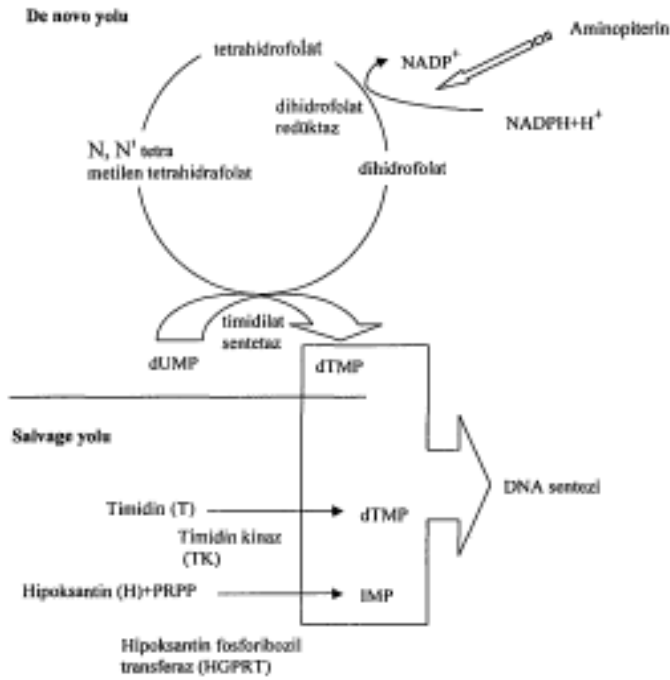 De novo yolu
Aminopiterin
tetrahidrofolat
NADP+
dihidrofolat
redüktaz
NADPH+H+
N, N' tetra
metilen tetrahidrafolat
dihidrofolat
timidilat
sentetaz
dUMP
dTMP
Salvage yolu
DNA sentezi
Timidin (T)
dTMP
Timidin kinaz
(TK)
Hipoksantin (H)+PRPP
IMP
Hipoksantin fosforibozil
transferaz (HGPRT)